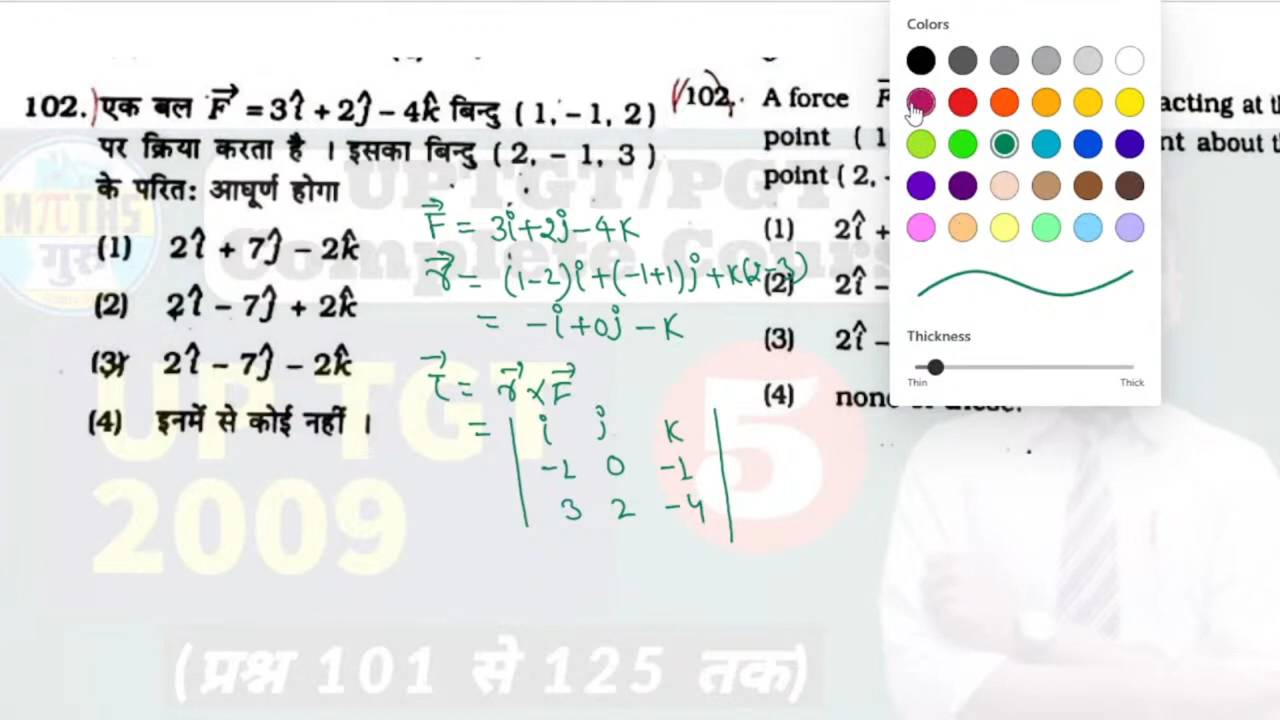 102. एक बल F⃗ = 3î + 2ĵ - 4k̂ बिन्दु ( 1, - 1, 2 )
पर क्रिया करता है । इसका बिन्दु ( 2, - 1, 3 )
के परित: आघूर्ण होगा
(1) 2î + 7ĵ - 2k̂
(2) 2î - 7ĵ + 2k̂
(3) 2î - 7ĵ - 2k̂
(4) इनमें से कोई नहीं ।
F⃗ = 3i+2j-4k
r⃗ = (1-2)i+(-1+1)j+k(2-3)
= -i+0j-k
τ⃗ = r⃗ × F⃗
= | i j k
-1 0 -1
3 2 -4 |
102. A force F acting at th
point ( 1 nt about th
point ( 2, -
(1) 2î +
(2) 2î -
(3) 2î -
(4) none of these.
Colors
Thickness
Thin Thick
MπTHS
गुरु
UPTGT/PGT
Complete Course
UP TGT
2009
5
(प्रश्न 101 से 125 तक)